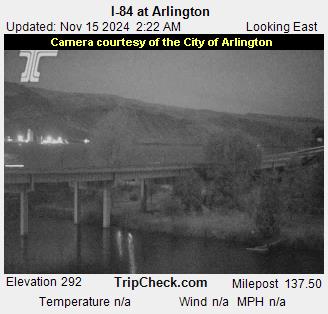 I-84 at Arlington
Updated: Nov 15 2024 2:22 AM Looking East
Camera courtesy of the City of Arlington
Elevation 292 TripCheck.com Milepost 137.50
Temperature n/a Wind n/a MPH n/a